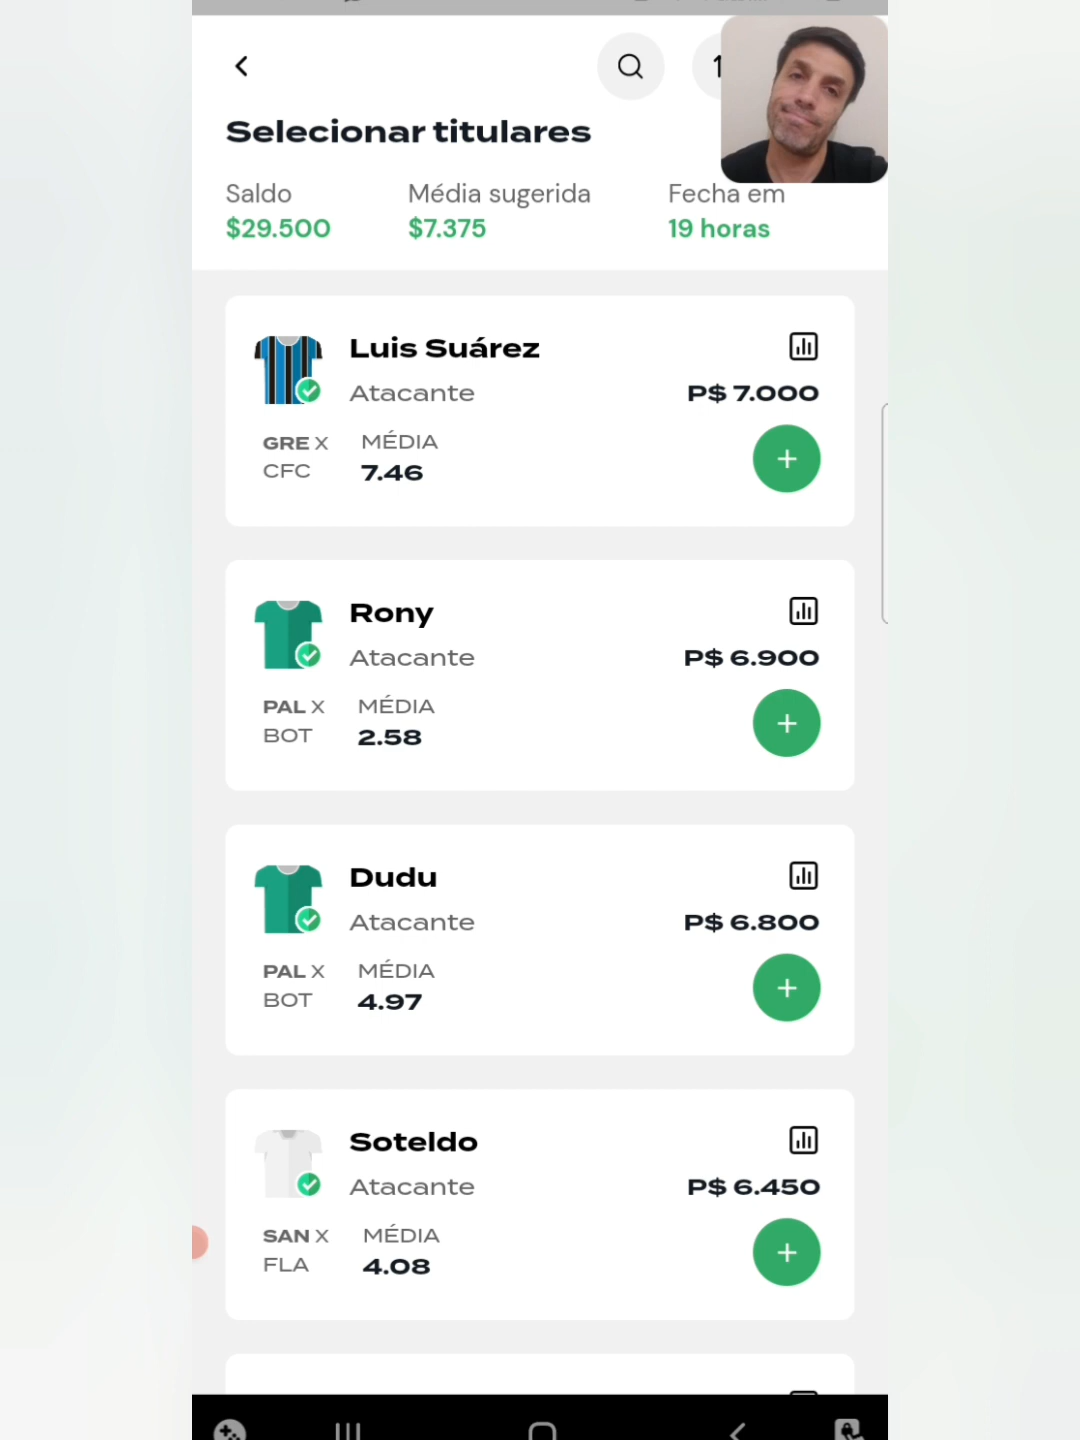 1
Selecionar titulares
Saldo Média sugerida Fecha em
$29.500 $7.375 19 horas
Luis Suárez
Atacante P$ 7.000
GRE X MÉDIA
CFC 7.46
+
Rony
Atacante P$ 6.900
PAL X MÉDIA
BOT 2.58
+
Dudu
Atacante P$ 6.800
PAL X MÉDIA
BOT 4.97
+
Soteldo
Atacante P$ 6.450
SAN X MÉDIA
FLA 4.08
+